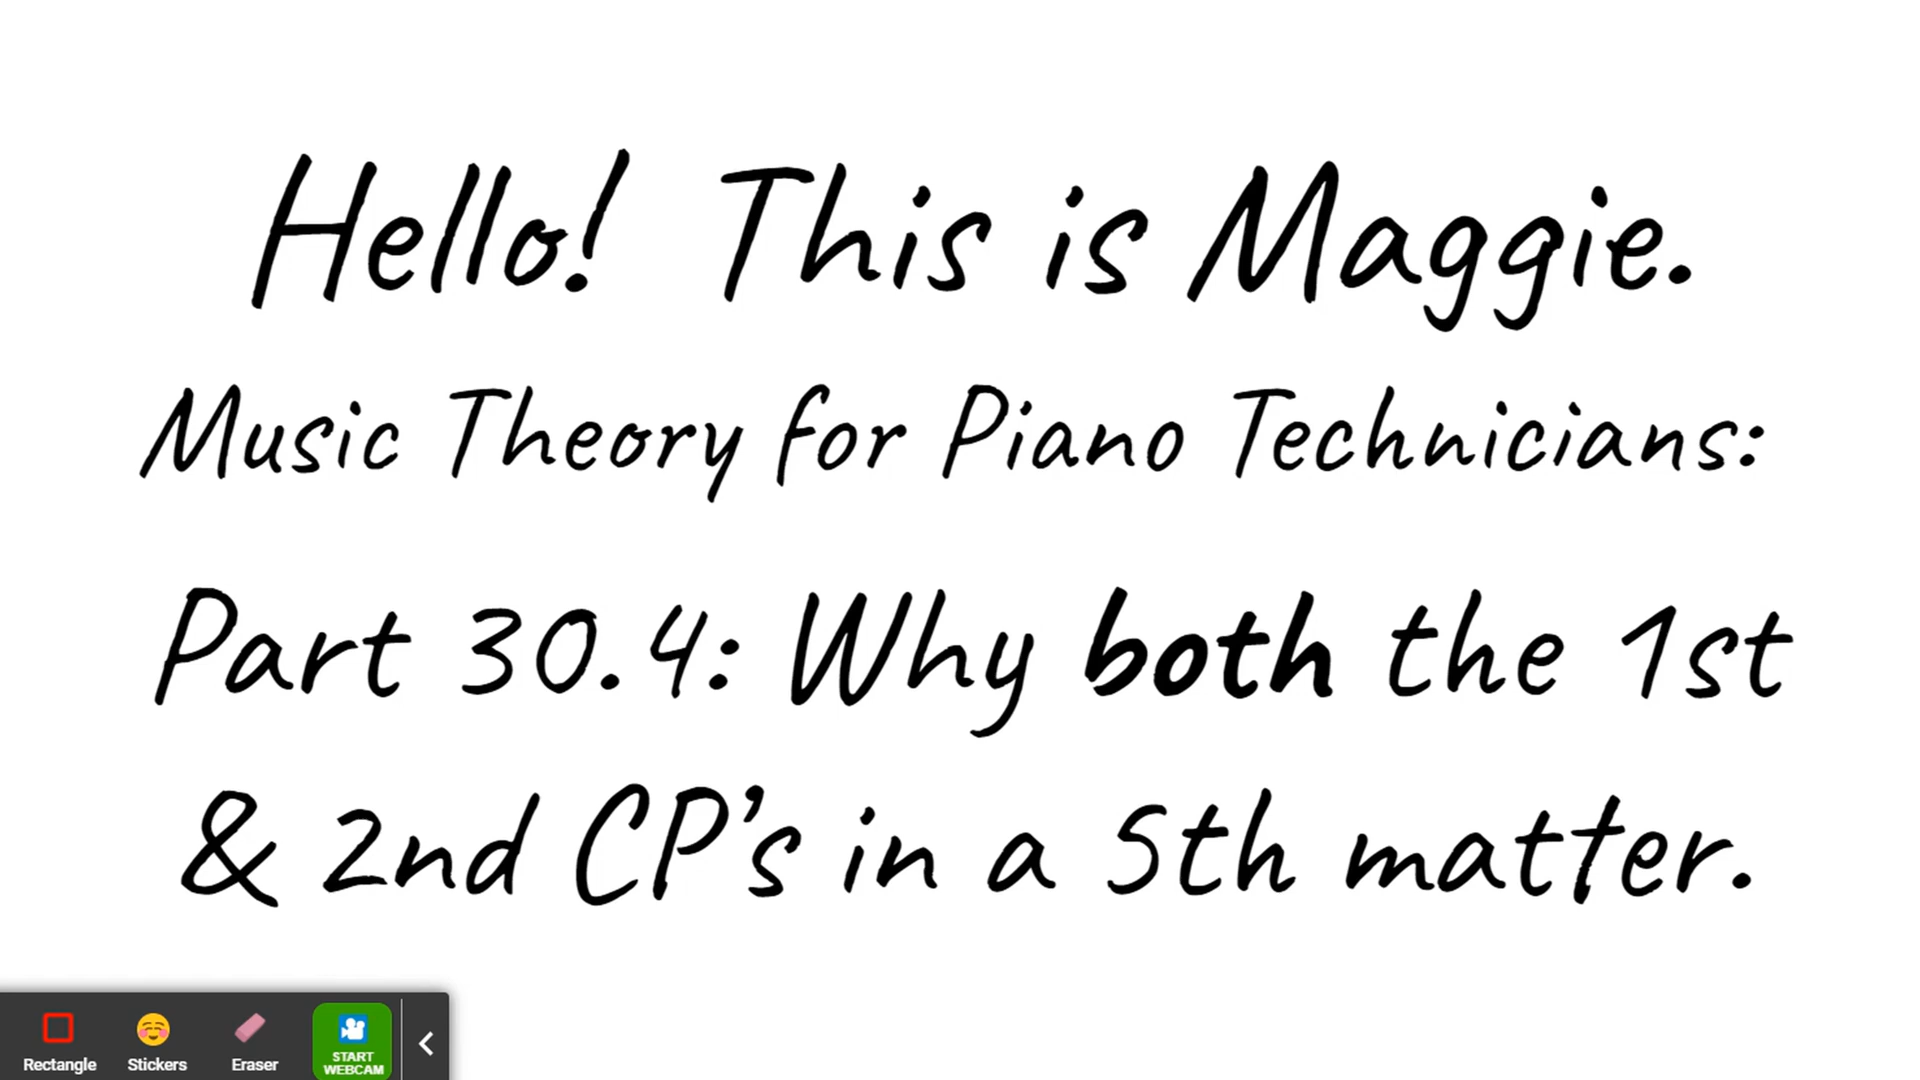 Hello! This is Maggie.
Music Theory for Piano Technicians:
Part 30.4: Why both the 1st
& 2nd CP's in a 5th matter.
Rectangle Stickers Eraser START WEBCAM